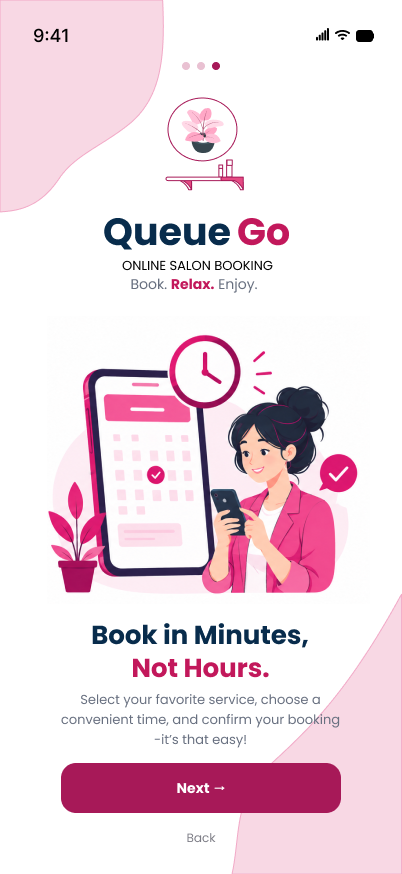 9:41
Queue Go
ONLINE SALON BOOKING
Book. Relax. Enjoy.
Book in Minutes,
Not Hours.
Select your favorite service, choose a
convenient time, and confirm your booking
-it’s that easy!
Next →
Back